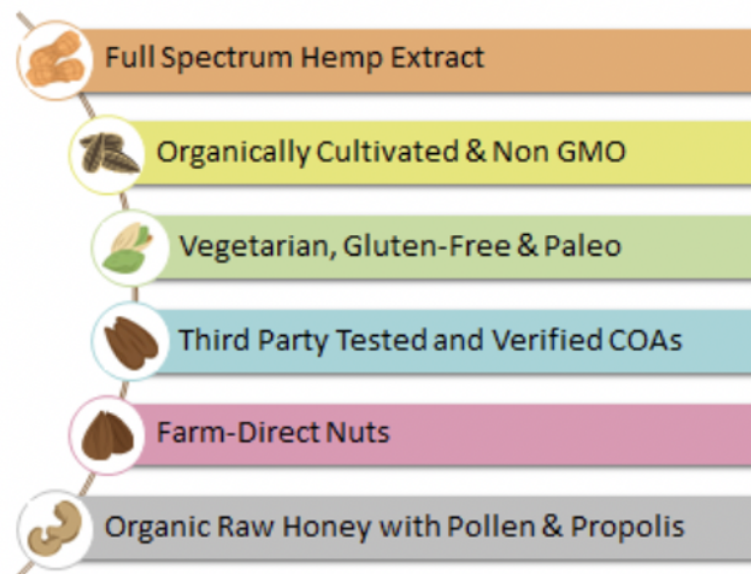 Full Spectrum Hemp Extract
Organically Cultivated & Non GMO
Vegetarian, Gluten-Free & Paleo
Third Party Tested and Verified COAs
Farm-Direct Nuts
Organic Raw Honey with Pollen & Propolis